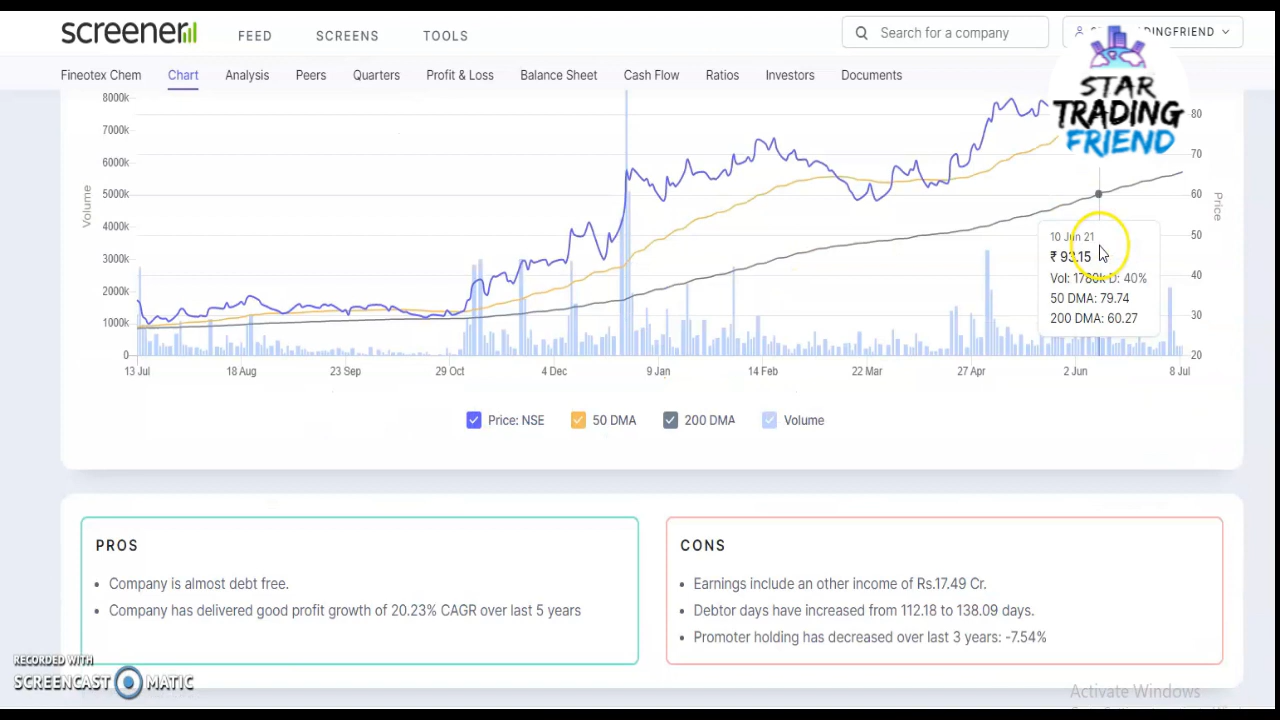 screener FEED SCREENS TOOLS Search for a company
Fineotex Chem Chart Analysis Peers Quarters Profit & Loss Balance Sheet Cash Flow Ratios Investors Documents
STAR
TRADING
FRIEND
8000k
7000k
6000k
5000k
4000k
3000k
2000k
1000k
0
Volume
80
70
60
50
40
30
20
Price
10 Jun 21
₹ 93.15
Vol: 1780k D: 40%
50 DMA: 79.74
200 DMA: 60.27
13 Jul 18 Aug 23 Sep 29 Oct 4 Dec 9 Jan 14 Feb 22 Mar 27 Apr 2 Jun 8 Jul
Price: NSE 50 DMA 200 DMA Volume
PROS
Company is almost debt free.
Company has delivered good profit growth of 20.23% CAGR over last 5 years
CONS
Earnings include an other income of Rs.17.49 Cr.
Debtor days have increased from 112.18 to 138.09 days.
Promoter holding has decreased over last 3 years: -7.54%
RECORDED WITH
SCREENCAST MATIC
Activate Windows